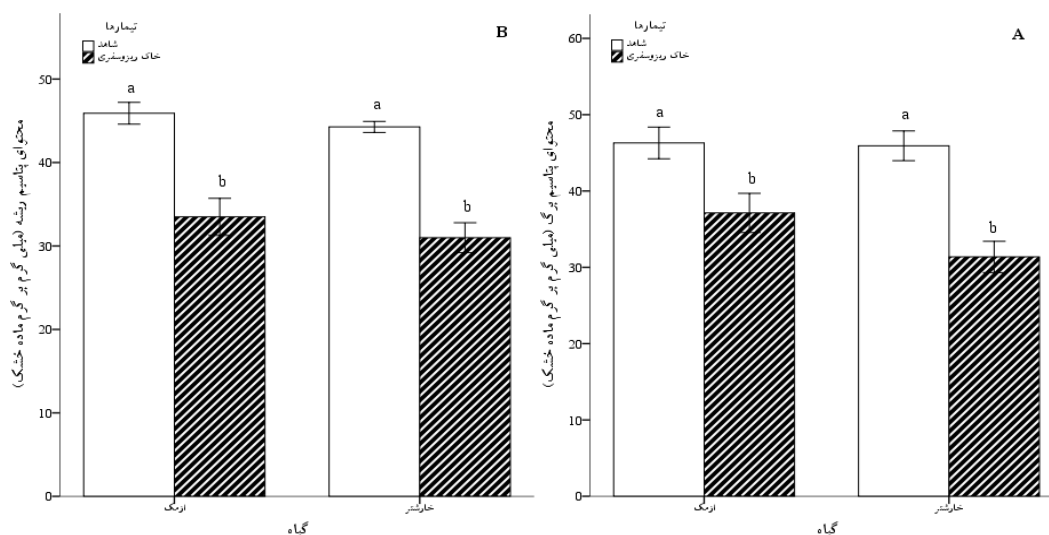 A
تیمارها
شاهد
خاک ریزوسفری
محتوای پتاسیم برگ (میلی گرم بر گرم ماده خشک)
60
50
40
30
20
10
0
a
b
a
b
ازمک
خارشتر
گیاه
B
تیمارها
شاهد
خاک ریزوسفری
محتوای پتاسیم ریشه (میلی گرم بر گرم ماده خشک)
50
40
30
20
10
0
a
b
a
b
ازمک
خارشتر
گیاه